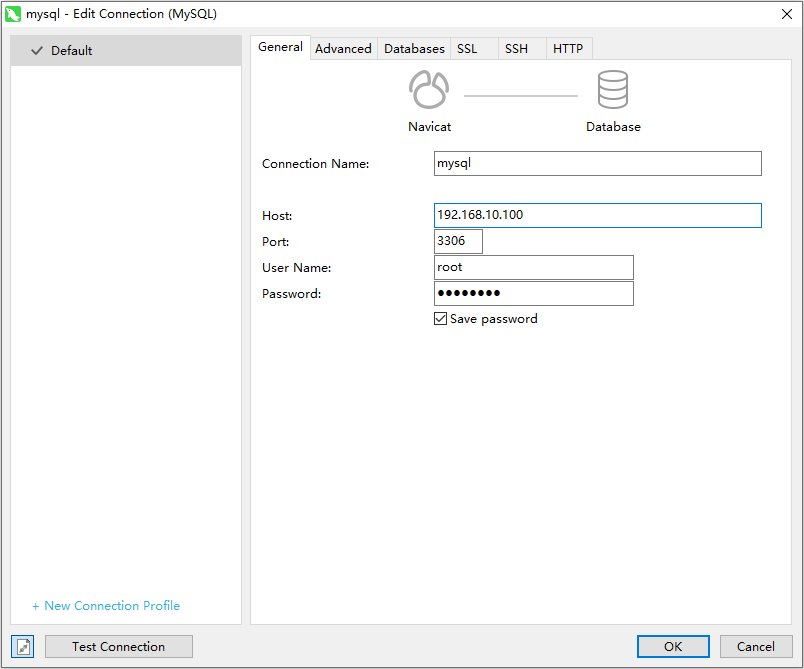 mysql - Edit Connection (MySQL)
Default
General Advanced Databases SSL SSH HTTP
Navicat Database
Connection Name: mysql
Host: 192.168.10.100
Port: 3306
User Name: root
Password: ●●●●●●●●
Save password
+ New Connection Profile
Test Connection OK Cancel